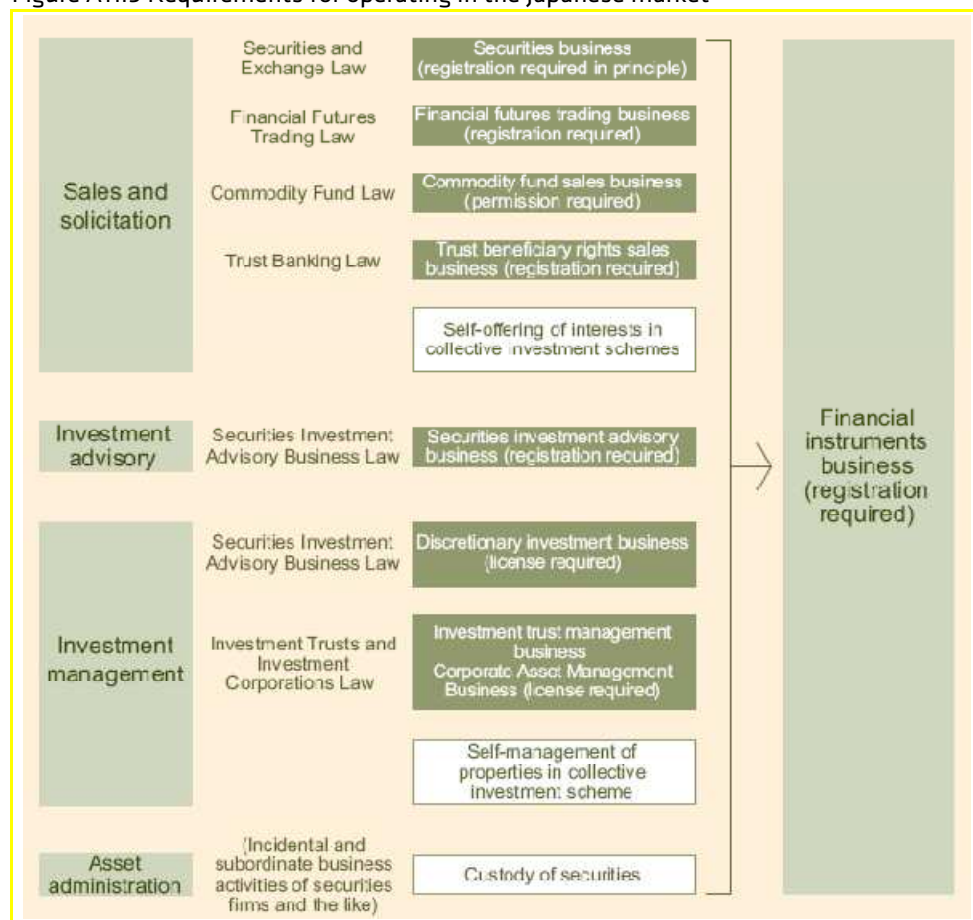 Figure A11.5 Requirements for operating in the Japanese market
Sales and
solicitation
Securities and
Exchange Law
Securities business
(registration required in principle)
Financial Futures
Trading Law
Financial futures trading business
(registration required)
Commodity Fund Law
Commodity fund sales business
(permission required)
Trust Banking Law
Trust beneficiary rights sales
business (registration required)
Self-offering of interests in
collective investment schemes
Investment
advisory
Securities Investment
Advisory Business Law
Securities investment advisory
business (registration required)
Investment
management
Securities Investment
Advisory Business Law
Discretionary investment business
(license required)
Investment Trusts and
Investment
Corporations Law
Investment trust management
business
Corporate Asset Management
Business (license required)
Self-management of
properties in collective
investment scheme
Asset
administration
(Incidental and
subordinate business
activities of securities
firms and the like)
Custody of securities
Financial
instruments
business
(registration
required)